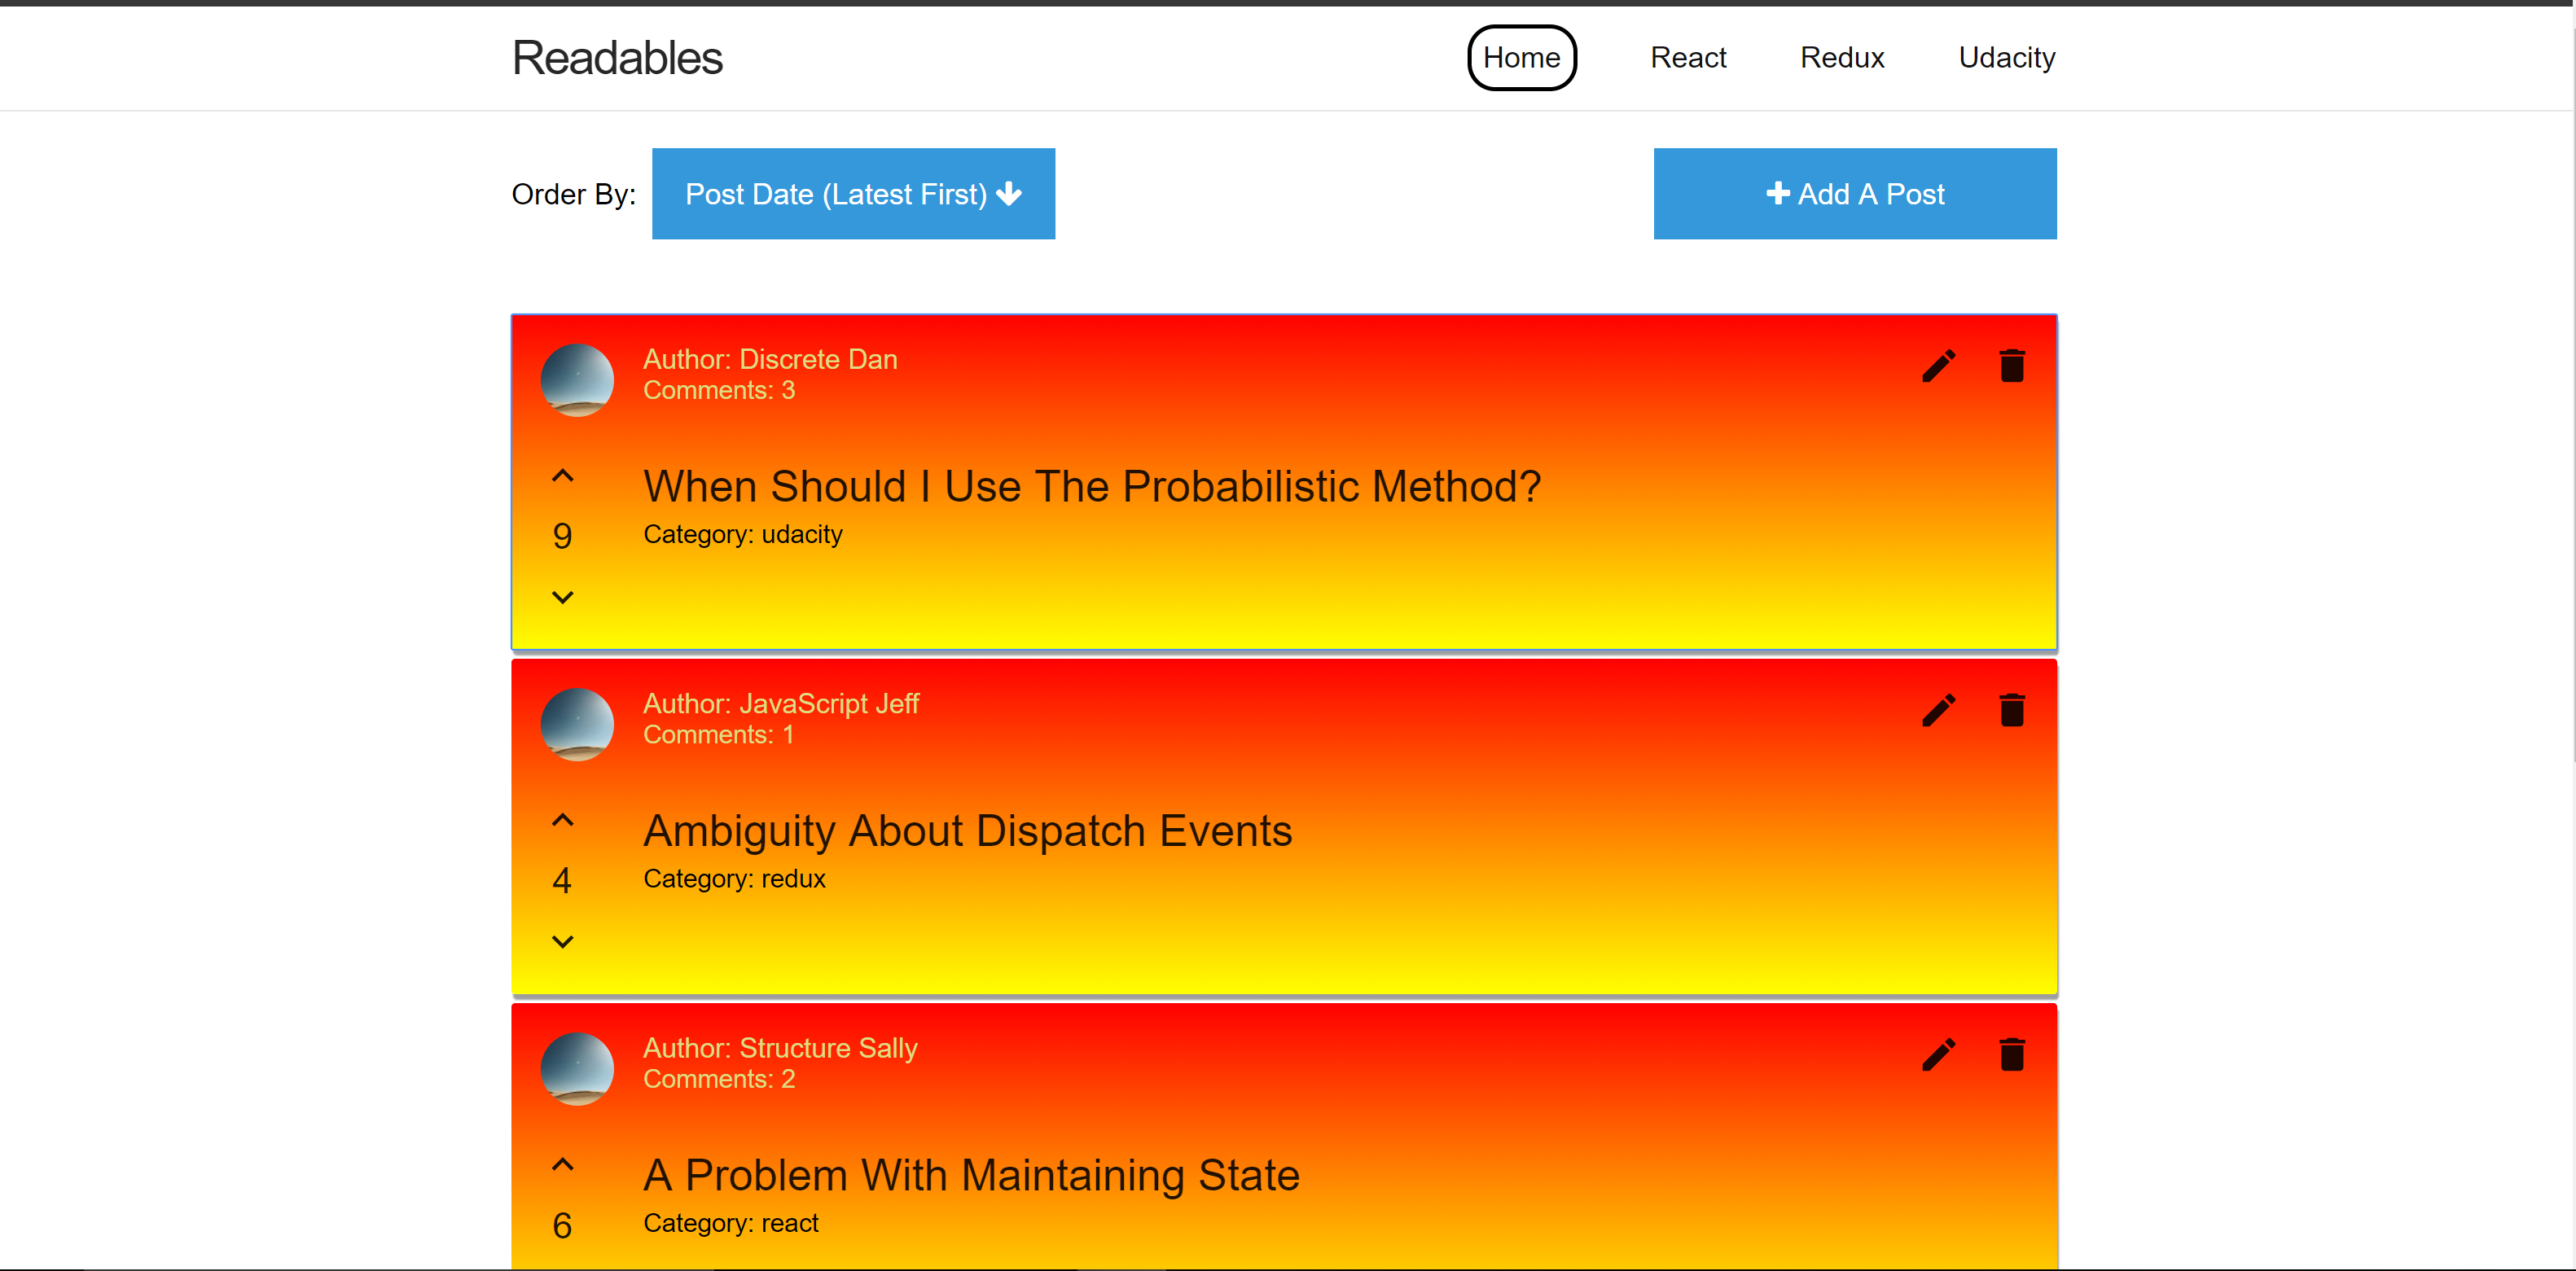 Readables
Home React Redux Udacity
Order By: Post Date (Latest First) Add A Post
Author: Discrete Dan
Comments: 3
When Should I Use The Probabilistic Method?
9
Category: udacity
Author: JavaScript Jeff
Comments: 1
Ambiguity About Dispatch Events
4
Category: redux
Author: Structure Sally
Comments: 2
A Problem With Maintaining State
6
Category: react